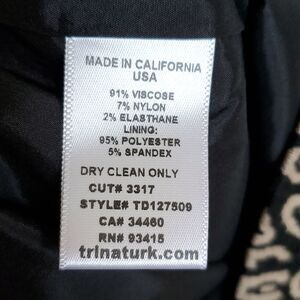 MADE IN CALIFORNIA
USA
91% VISCOSE
7% NYLON
2% ELASTHANE
LINING:
95% POLYESTER
5% SPANDEX
DRY CLEAN ONLY
CUT# 3317
STYLE# TD127509
CA# 34460
RN# 93415
trinaturk.com